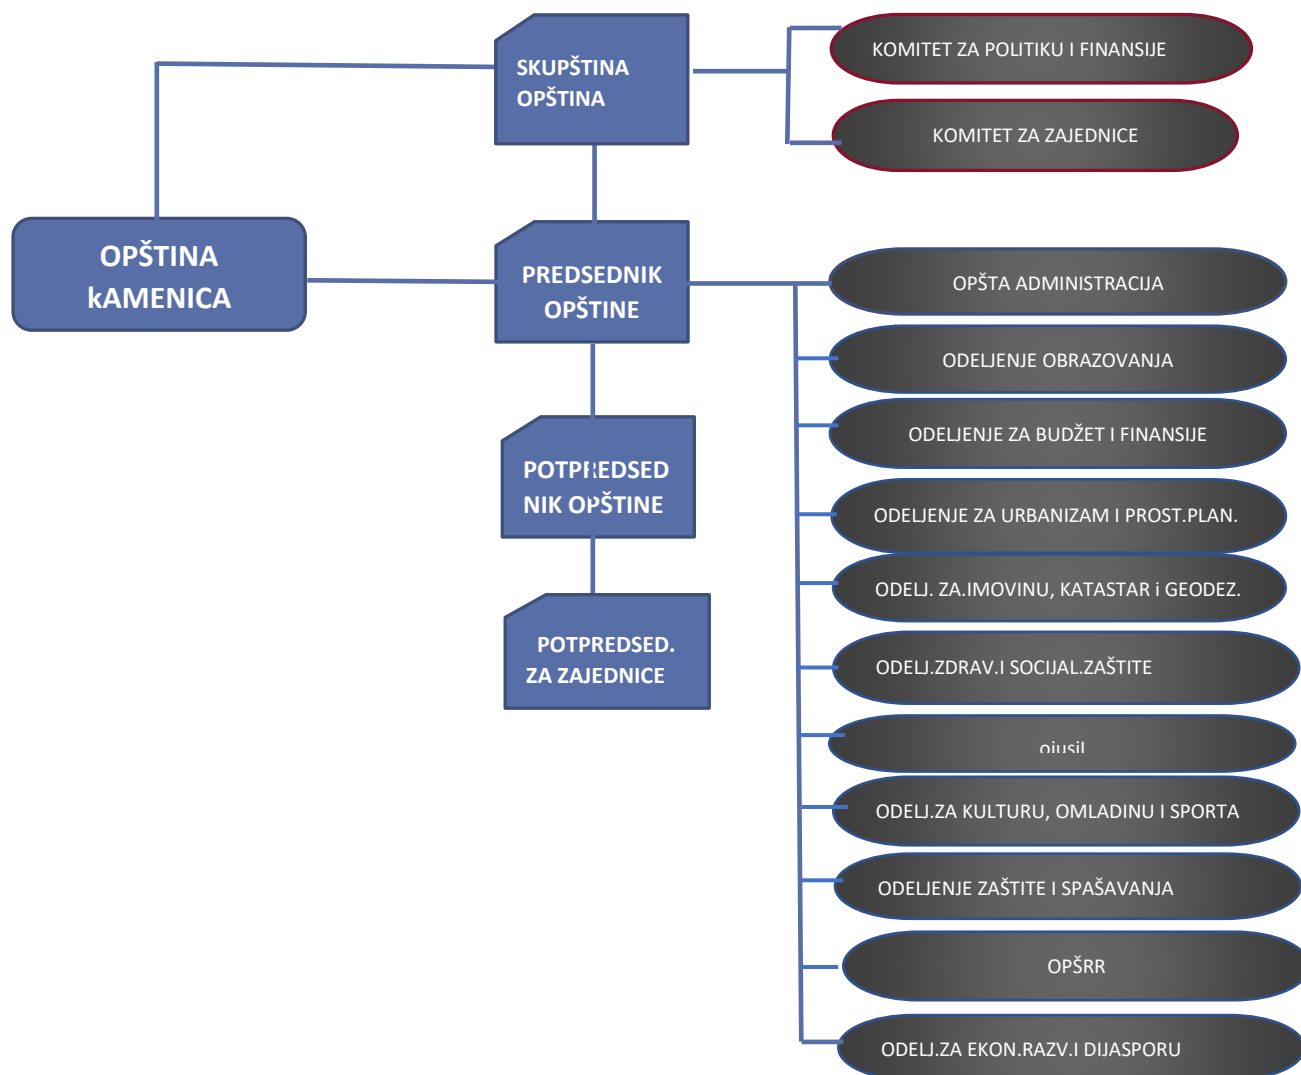 SKUPŠTINA
OPŠTINA
KOMITET ZA POLITIKU I FINANSIJE
KOMITET ZA ZAJEDNICE
OPŠTINA
kAMENICA
PREDSEDNIK
OPŠTINE
POTPREDSED
NIK OPŠTINE
POTPREDSED.
ZA ZAJEDNICE
OPŠTA ADMINISTRACIJA
ODELJENJE OBRAZOVANJA
ODELJENJE ZA BUDŽET I FINANSIJE
ODELJENJE ZA URBANIZAM I PROST.PLAN.
ODELJ. ZA.IMOVINU, KATASTAR i GEODEZ.
ODELJ.ZDRAV.I SOCIJAL.ZAŠTITE
ojusil
ODELJ.ZA KULTURU, OMLADINU I SPORTA
ODELJENJE ZAŠTITE I SPAŠAVANJA
OPŠRR
ODELJ.ZA EKON.RAZV.I DIJASPORU